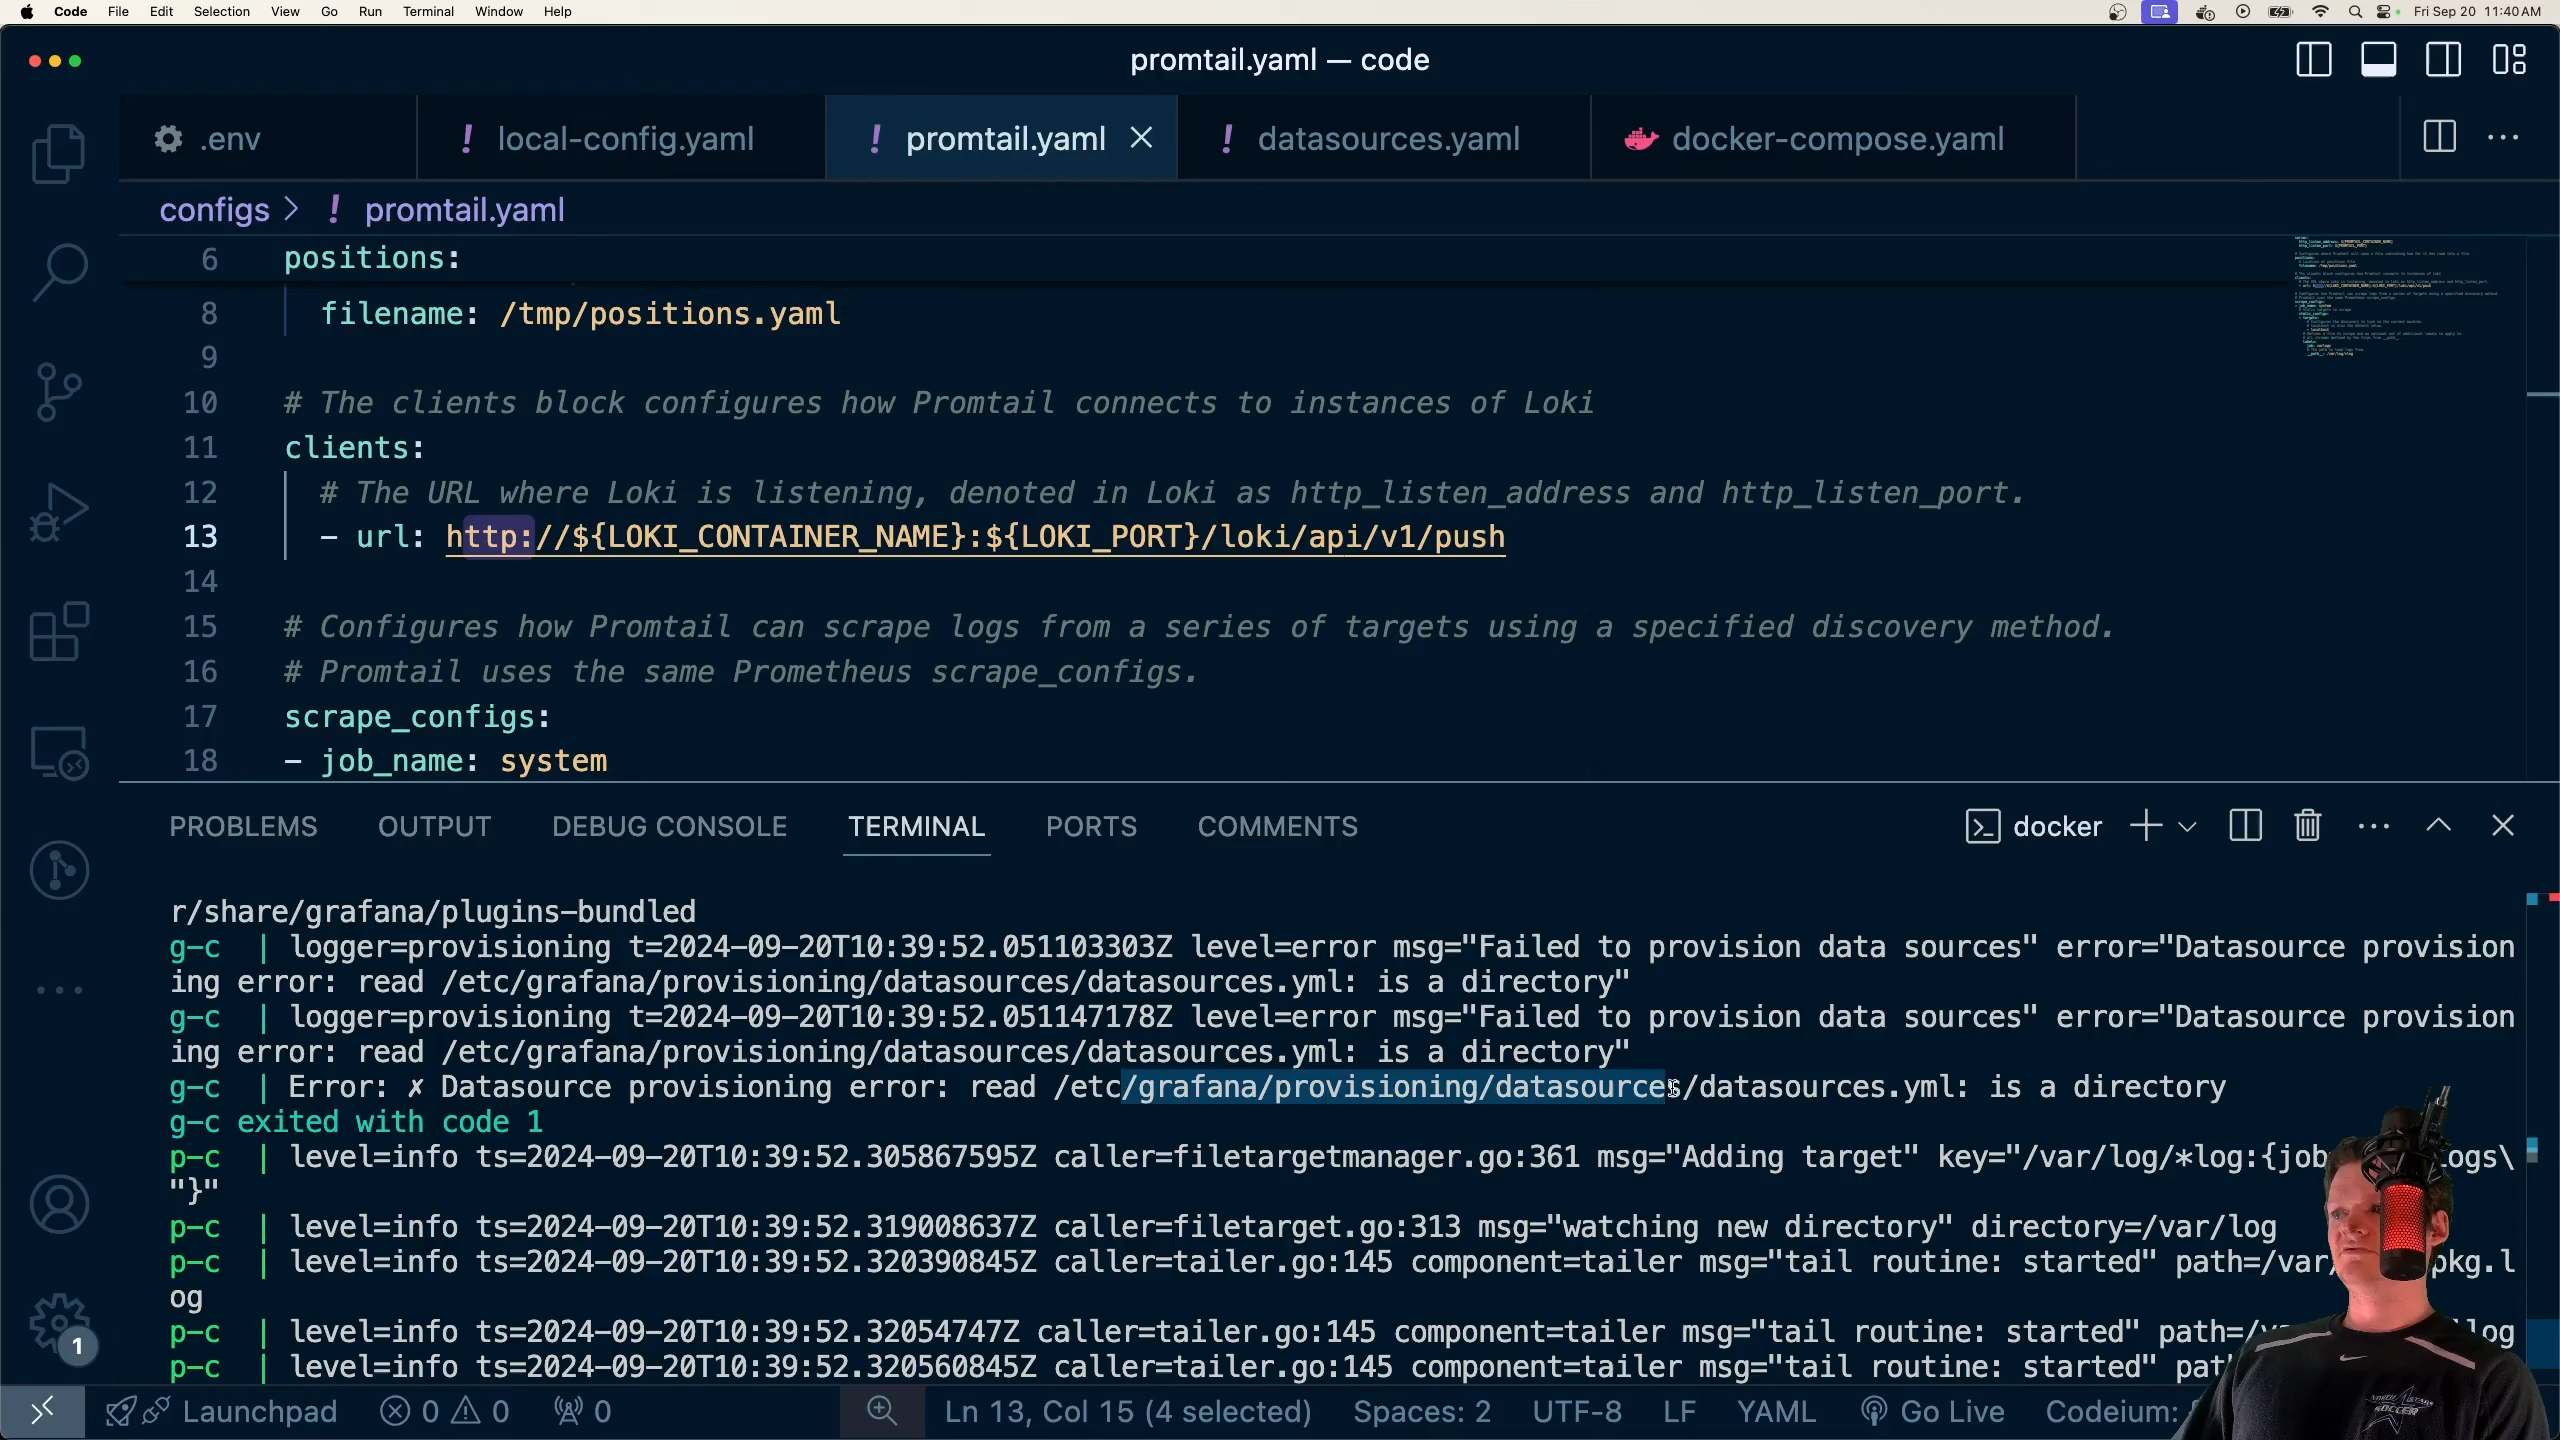 Code File Edit Selection View Go Run Terminal Window Help Fri Sep 20 11:40 AM
promtail.yaml — code
.env ! local-config.yaml ! promtail.yaml ! datasources.yaml docker-compose.yaml
configs > ! promtail.yaml
6 positions:
8 filename: /tmp/positions.yaml
9
10 # The clients block configures how Promtail connects to instances of Loki
11 clients:
12 # The URL where Loki is listening, denoted in Loki as http_listen_address and http_listen_port.
13 - url: http://${LOKI_CONTAINER_NAME}:${LOKI_PORT}/loki/api/v1/push
14
15 # Configures how Promtail can scrape logs from a series of targets using a specified discovery method.
16 # Promtail uses the same Prometheus scrape_configs.
17 scrape_configs:
18 - job_name: system
PROBLEMS OUTPUT DEBUG CONSOLE TERMINAL PORTS COMMENTS docker
r/share/grafana/plugins-bundled
g-c | logger=provisioning t=2024-09-20T10:39:52.051103303Z level=error msg="Failed to provision data sources" error="Datasource provision
ing error: read /etc/grafana/provisioning/datasources/datasources.yml: is a directory"
g-c | logger=provisioning t=2024-09-20T10:39:52.051147178Z level=error msg="Failed to provision data sources" error="Datasource provision
ing error: read /etc/grafana/provisioning/datasources/datasources.yml: is a directory"
g-c | Error: ✗ Datasource provisioning error: read /etc/grafana/provisioning/datasources/datasources.yml: is a directory
g-c exited with code 1
p-c | level=info ts=2024-09-20T10:39:52.305867595Z caller=filetargetmanager.go:361 msg="Adding target" key="/var/log/*log:{job logs\
"}"
p-c | level=info ts=2024-09-20T10:39:52.319008637Z caller=filetarget.go:313 msg="watching new directory" directory=/var/log
p-c | level=info ts=2024-09-20T10:39:52.320390845Z caller=tailer.go:145 component=tailer msg="tail routine: started" path=/var/ pkg.l
og
p-c | level=info ts=2024-09-20T10:39:52.32054747Z caller=tailer.go:145 component=tailer msg="tail routine: started" path=/v log
p-c | level=info ts=2024-09-20T10:39:52.320560845Z caller=tailer.go:145 component=tailer msg="tail routine: started" pat
1
Launchpad 0 0 0 Ln 13, Col 15 (4 selected) Spaces: 2 UTF-8 LF YAML Go Live Codeium:
SOCCER